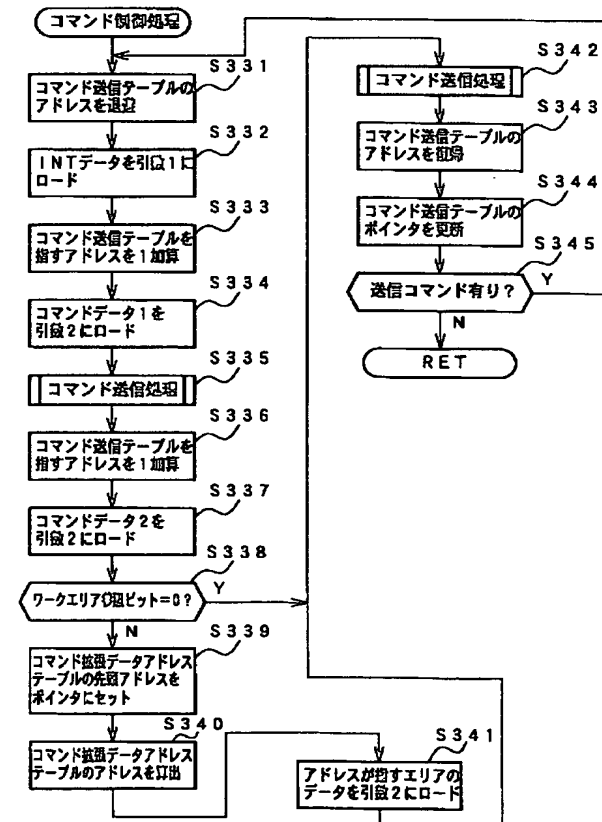 コマンド制御処理
S331
コマンド送信テーブルの
アドレスを退避
S332
INTデータを引数1に
ロード
S333
コマンド送信テーブルを
指すアドレスを1加算
S334
コマンドデータ1を
引数2にロード
S335
コマンド送信処理
S336
コマンド送信テーブルを
指すアドレスを1加算
S337
コマンドデータ2を
引数2にロード
S338
ワークエリア参照ビット=0?
Y
N
S339
コマンド拡張データアドレス
テーブルの先頭アドレスを
ポインタにセット
S340
コマンド拡張データアドレス
テーブルのアドレスを算出
S341
アドレスが指すエリアの
データを引数2にロード
S342
コマンド送信処理
S343
コマンド送信テーブルの
アドレスを復帰
S344
コマンド送信テーブルの
ポインタを更新
S345
送信コマンド有り?
Y
N
RET